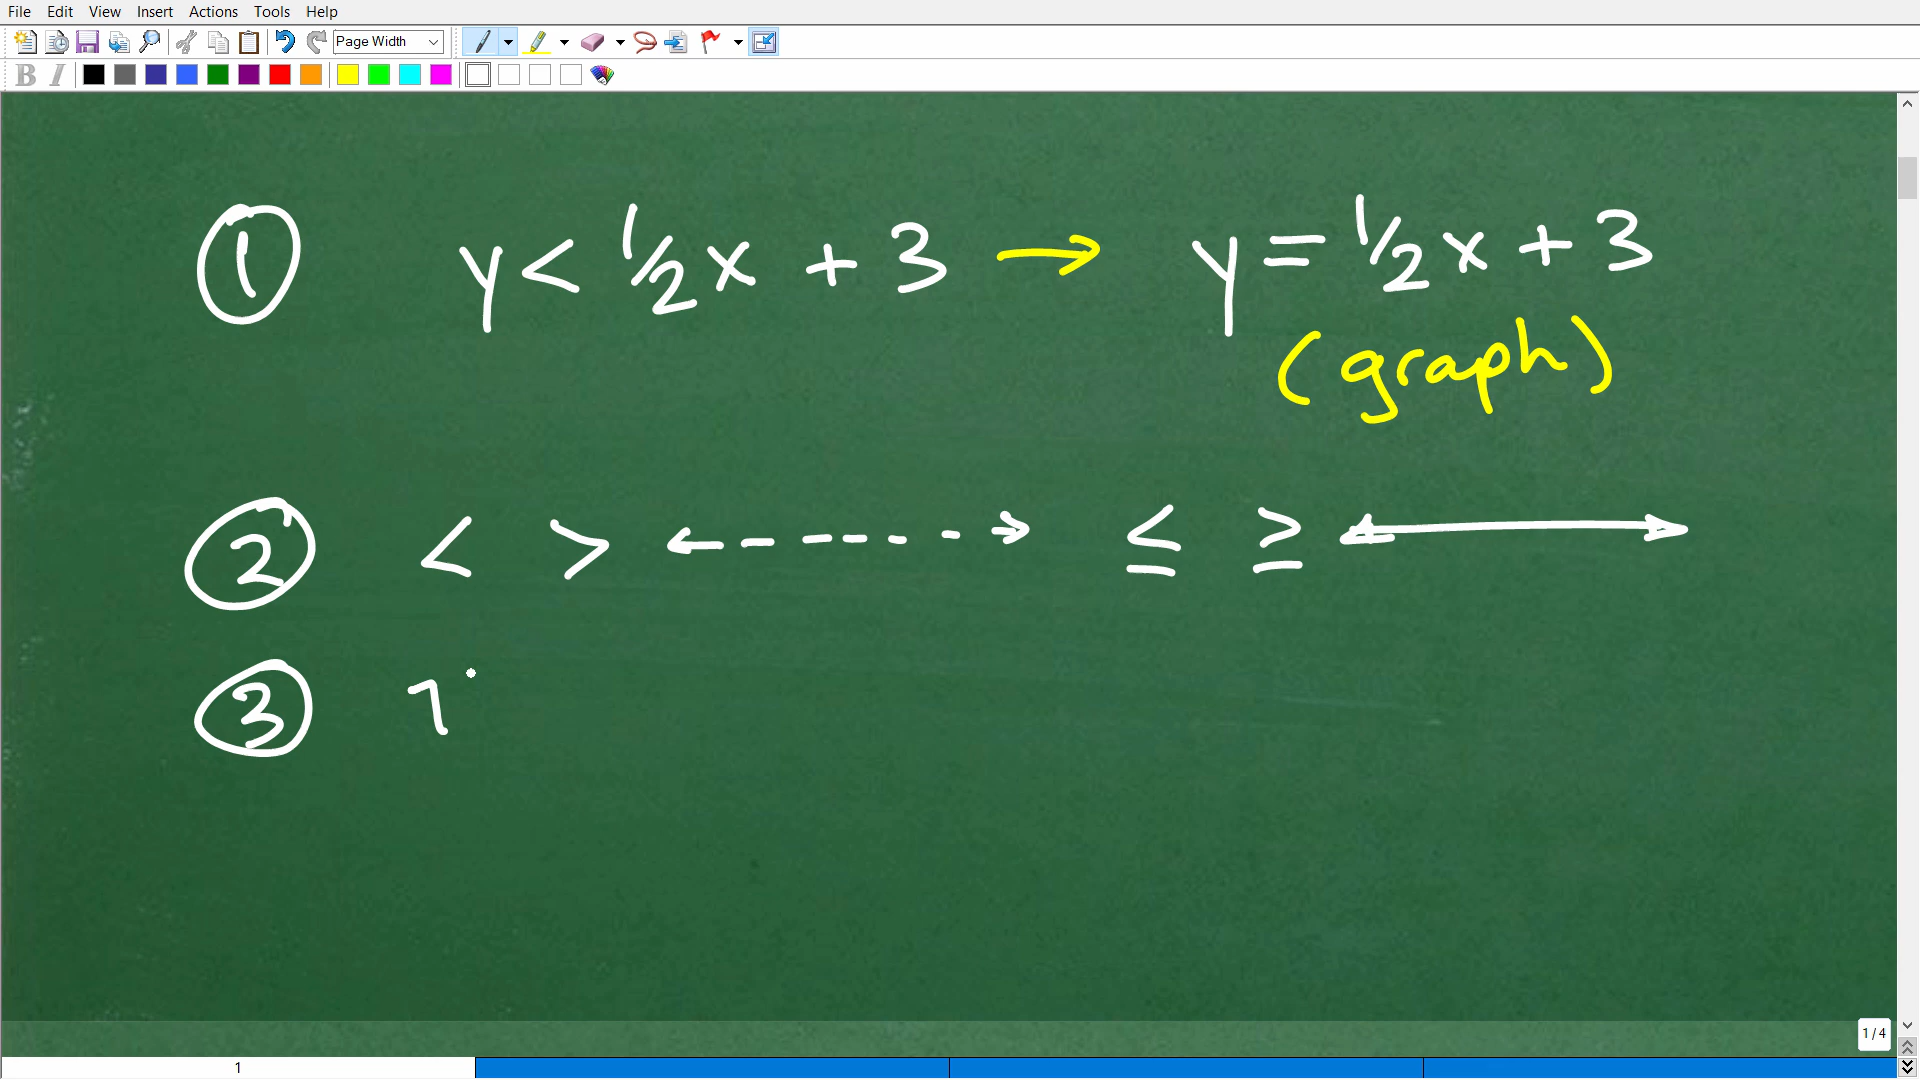 File Edit View Insert Actions Tools Help
Page Width
B I
① y < ½x + 3 → y = ½x + 3
(graph)
② < > ≤ ≥
③
1 / 4
1